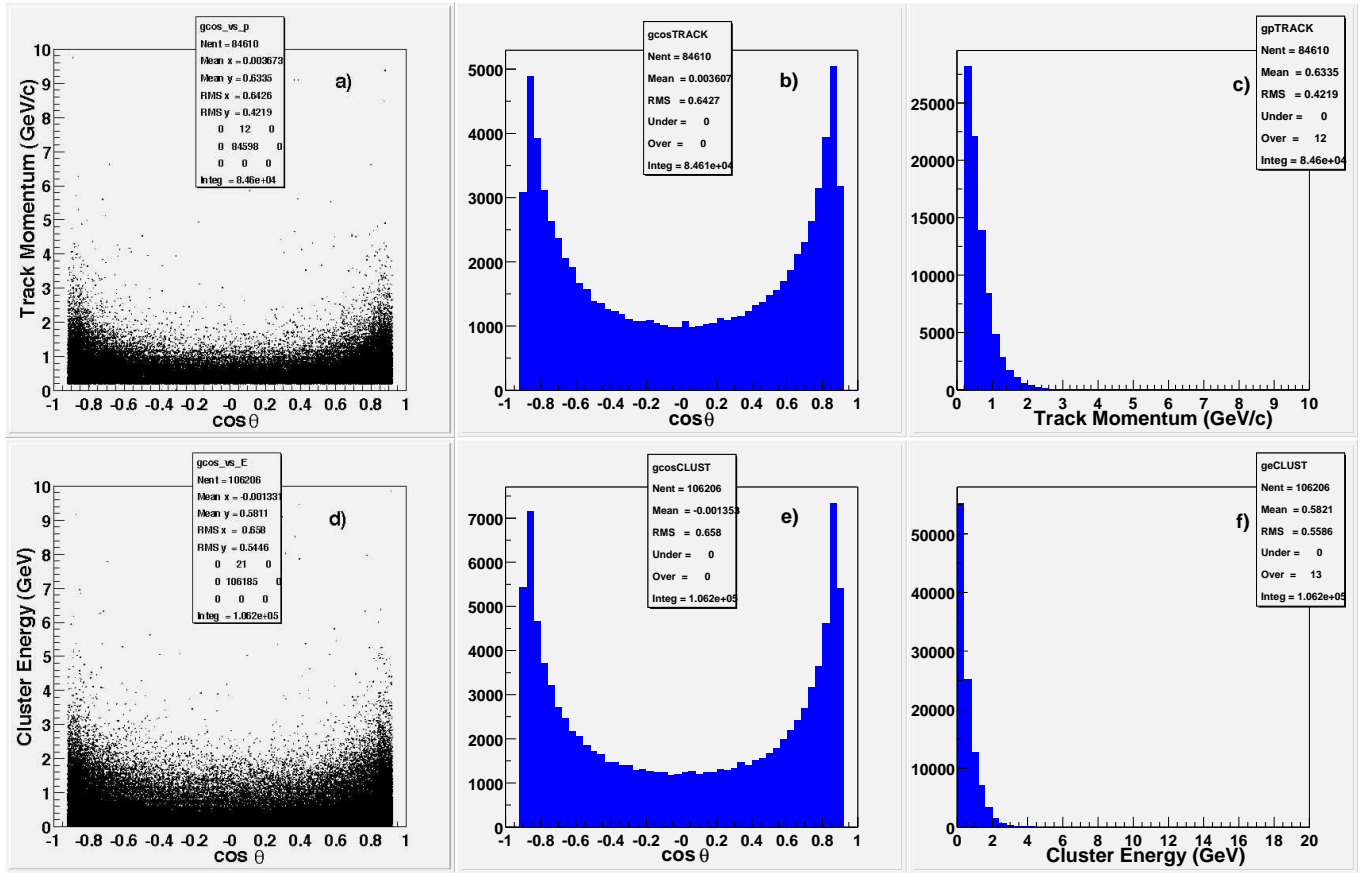 gcos_vs_p
Nent = 84610
Mean x = 0.003673
Mean y = 0.6335
RMS x = 0.6426
RMS y = 0.4219
0 12 0
0 84598 0
0 0 0
Integ = 8.46e+04
a)
10
9
8
7
6
5
4
3
2
1
0
Track Momentum (GeV/c)
-1 -0.8 -0.6 -0.4 -0.2 -0 0.2 0.4 0.6 0.8 1
COS θ
gcosTRACK
Nent = 84610
Mean = 0.003607
RMS = 0.6427
Under = 0
Over = 0
Integ = 8.461e+04
b)
5000
4000
3000
2000
1000
0
-1 -0.8 -0.6 -0.4 -0.2 -0 0.2 0.4 0.6 0.8 1
cos θ
gpTRACK
Nent = 84610
Mean = 0.6335
RMS = 0.4219
Under = 0
Over = 12
Integ = 8.46e+04
c)
25000
20000
15000
10000
5000
0
0 1 2 3 4 5 6 7 8 9 10
Track Momentum (GeV/c)
gcos_vs_E
Nent = 106206
Mean x = -0.001331
Mean y = 0.5811
RMS x = 0.658
RMS y = 0.5446
0 21 0
0 106185 0
0 0 0
Integ = 1.062e+05
d)
10
9
8
7
6
5
4
3
2
1
0
Cluster Energy (GeV)
-1 -0.8 -0.6 -0.4 -0.2 -0 0.2 0.4 0.6 0.8 1
COS θ
gcosCLUST
Nent = 106206
Mean = -0.001353
RMS = 0.658
Under = 0
Over = 0
Integ = 1.062e+05
e)
7000
6000
5000
4000
3000
2000
1000
0
-1 -0.8 -0.6 -0.4 -0.2 -0 0.2 0.4 0.6 0.8 1
cos θ
geCLUST
Nent = 106206
Mean = 0.5821
RMS = 0.5586
Under = 0
Over = 13
Integ = 1.062e+05
f)
50000
40000
30000
20000
10000
0
0 2 4 6 8 10 12 14 16 18 20
Cluster Energy (GeV)